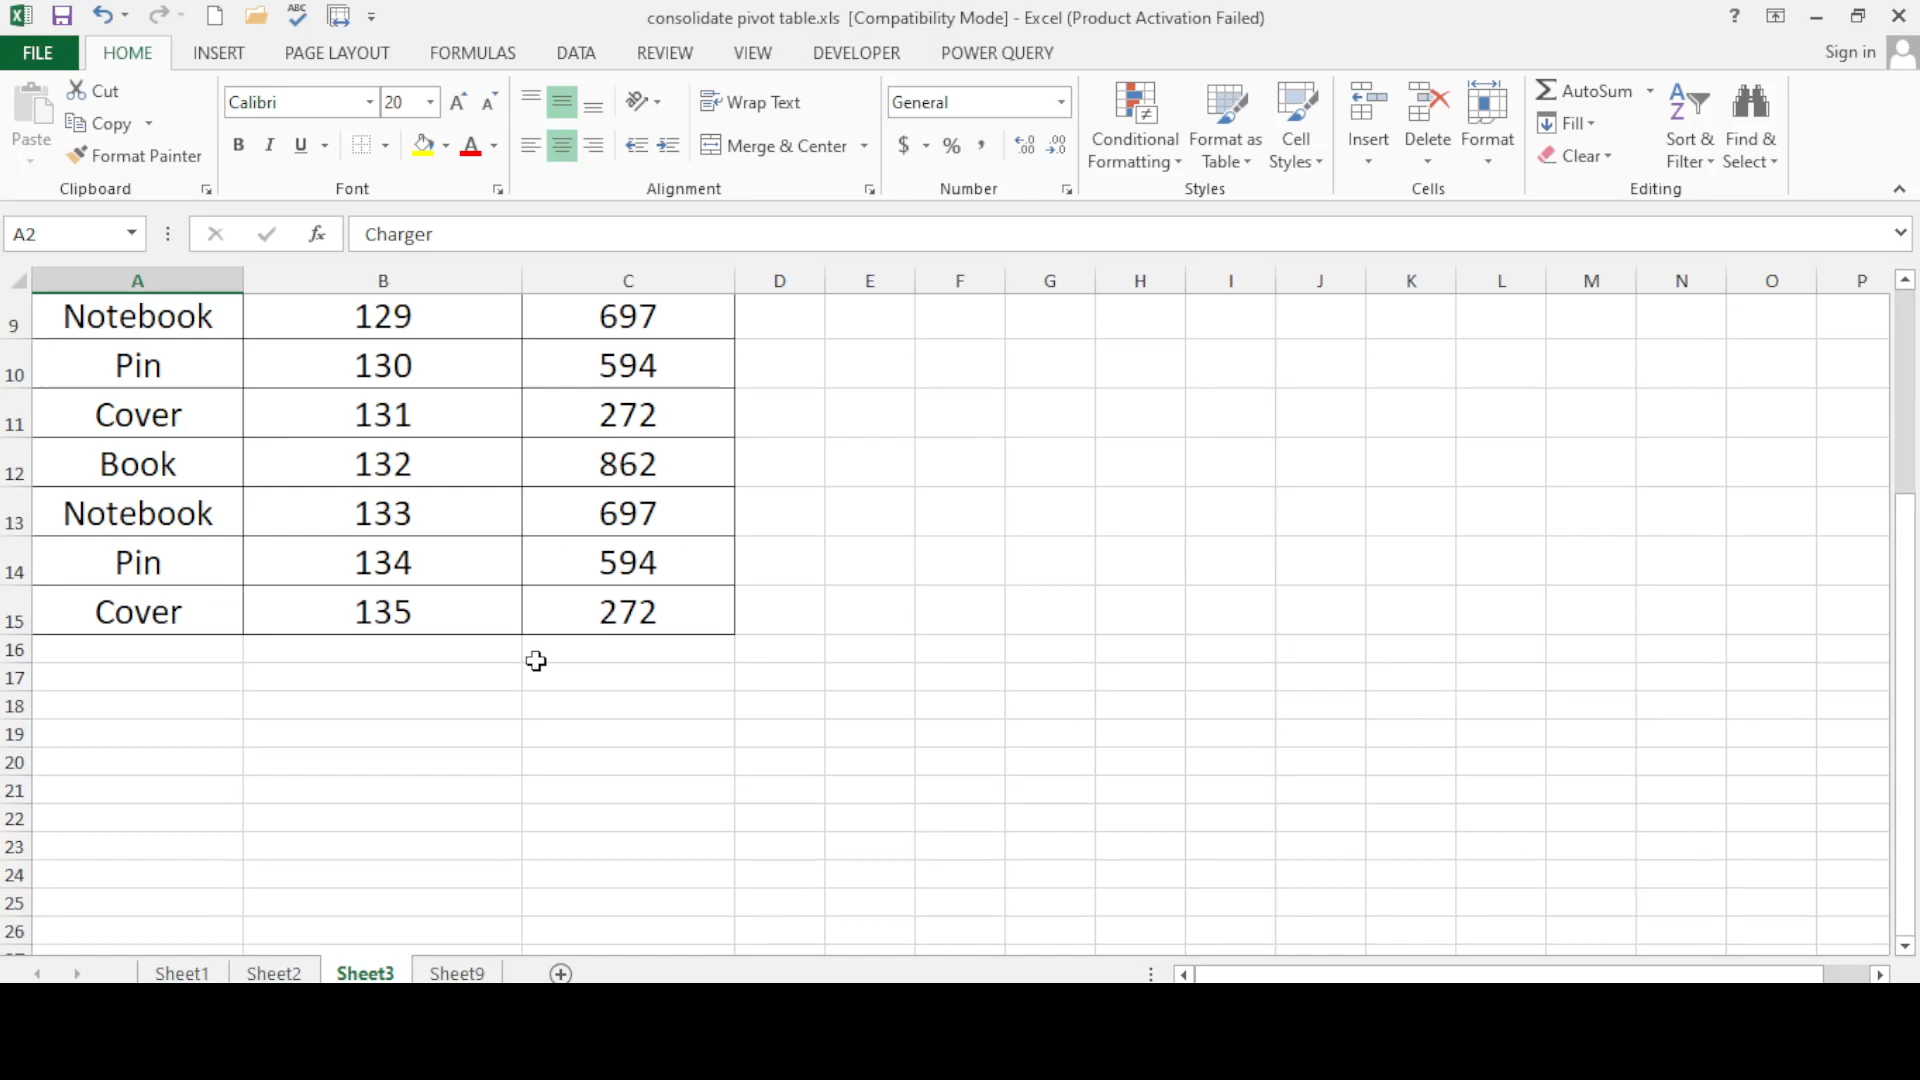 consolidate pivot table.xls [Compatibility Mode] - Excel (Product Activation Failed)
FILE HOME INSERT PAGE LAYOUT FORMULAS DATA REVIEW VIEW DEVELOPER POWER QUERY Sign in
Paste
Cut
Copy
Format Painter
Clipboard
Calibri 20
B I U A
Font
Wrap Text
Merge & Center
Alignment
General
$ % ,
Number
Conditional Formatting
Format as Table
Cell Styles
Styles
Insert Delete Format
Cells
AutoSum
Fill
Clear
Sort & Filter
Find & Select
Editing
A2 fx Charger
A B C D E F G H I J K L M N O P
9 Notebook 129 697
10 Pin 130 594
11 Cover 131 272
12 Book 132 862
13 Notebook 133 697
14 Pin 134 594
15 Cover 135 272
16
17
18
19
20
21
22
23
24
25
26
Sheet1 Sheet2 Sheet3 Sheet9